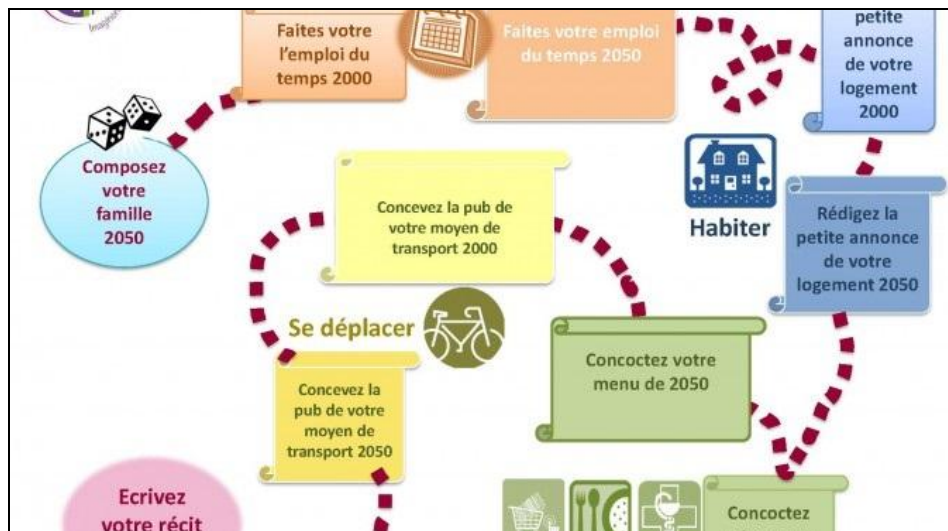 Imaginer
Faites votre
l'emploi du
temps 2000
Faites votre emploi
du temps 2050
petite
annonce
de votre
logement
2000
Composez
votre
famille
2050
Habiter
Rédigez la
petite annonce
de votre
logement 2050
Concevez la pub de
votre moyen de
transport 2000
Se déplacer
Concoctez votre
menu de 2050
Concevez la
pub de votre
moyen de
transport 2050
Ecrivez
votre récit
Concoctez